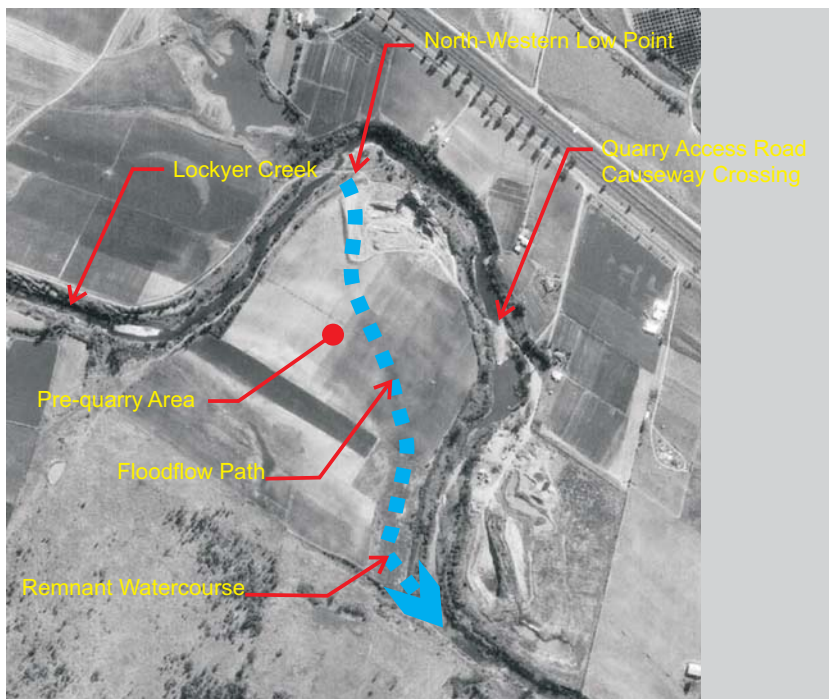 North-Western Low Point
Quarry Access Road
Causeway Crossing
Lockyer Creek
Pre-quarry Area
Floodflow Path
Remnant Watercourse